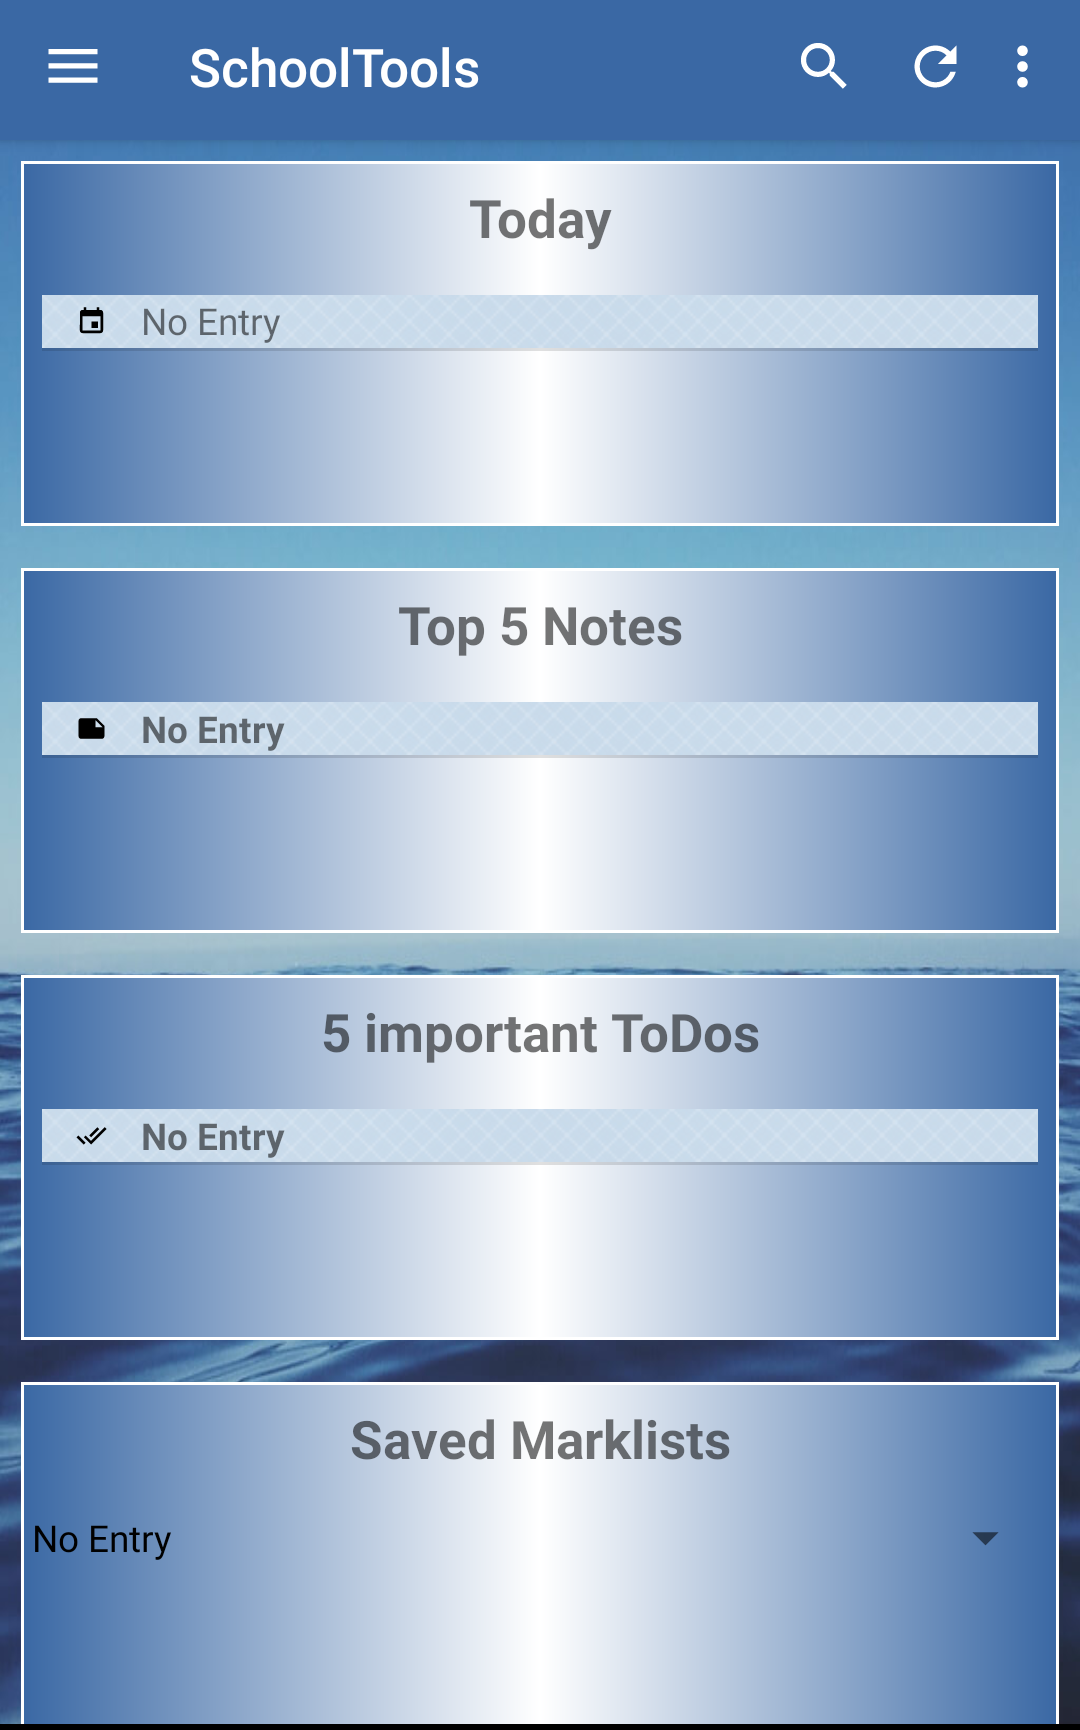 SchoolTools
Today
No Entry
Top 5 Notes
No Entry
5 important ToDos
No Entry
Saved Marklists
No Entry